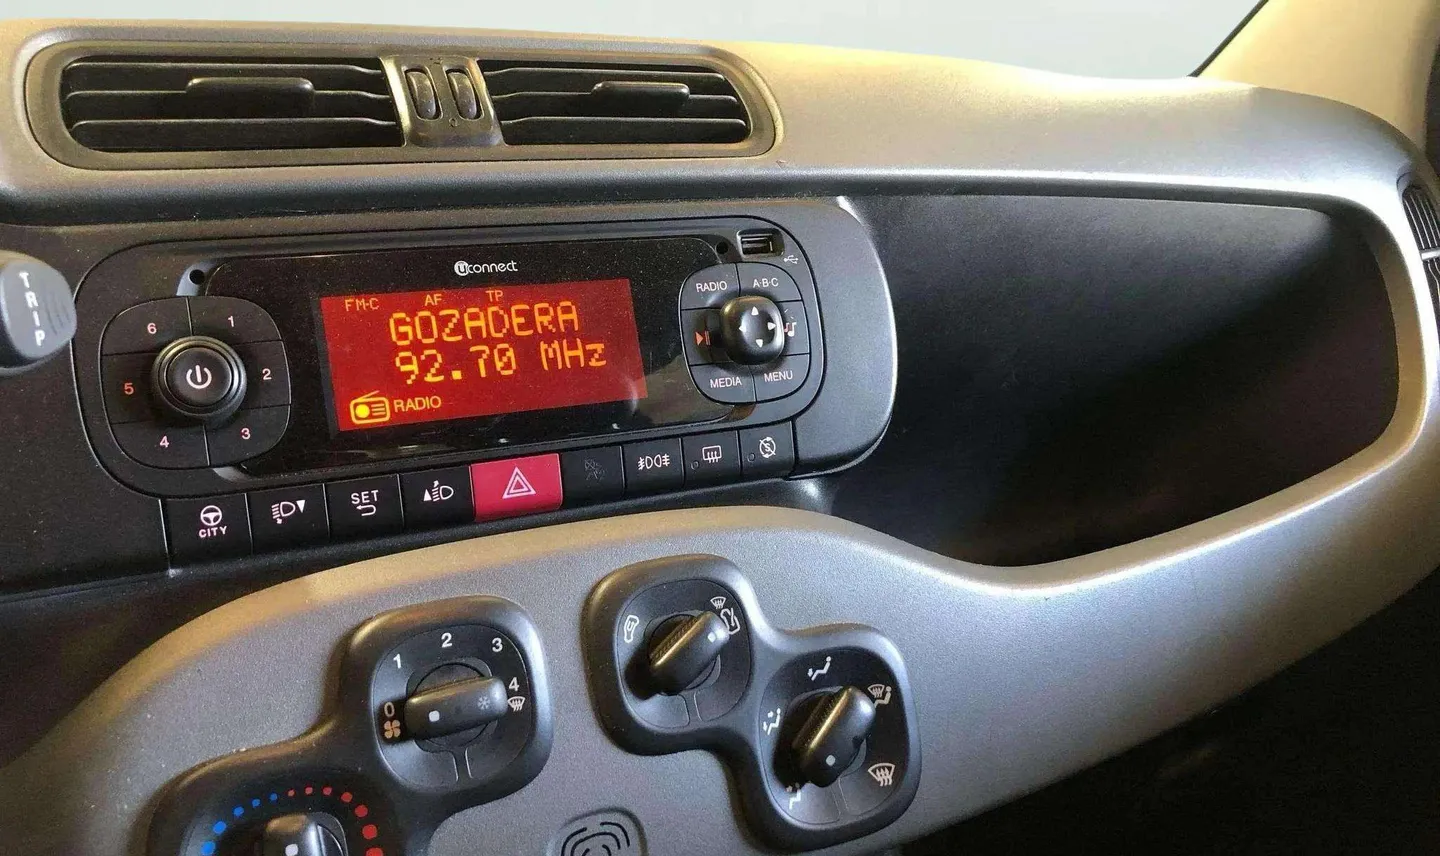 TRIP
uconnect
FM-C AF TP
GOZADERA
92.70 MHz
RADIO
6 1
5 2
4 3
RADIO A·B·C
MEDIA MENU
CITY
SET
0 1 2 3 4